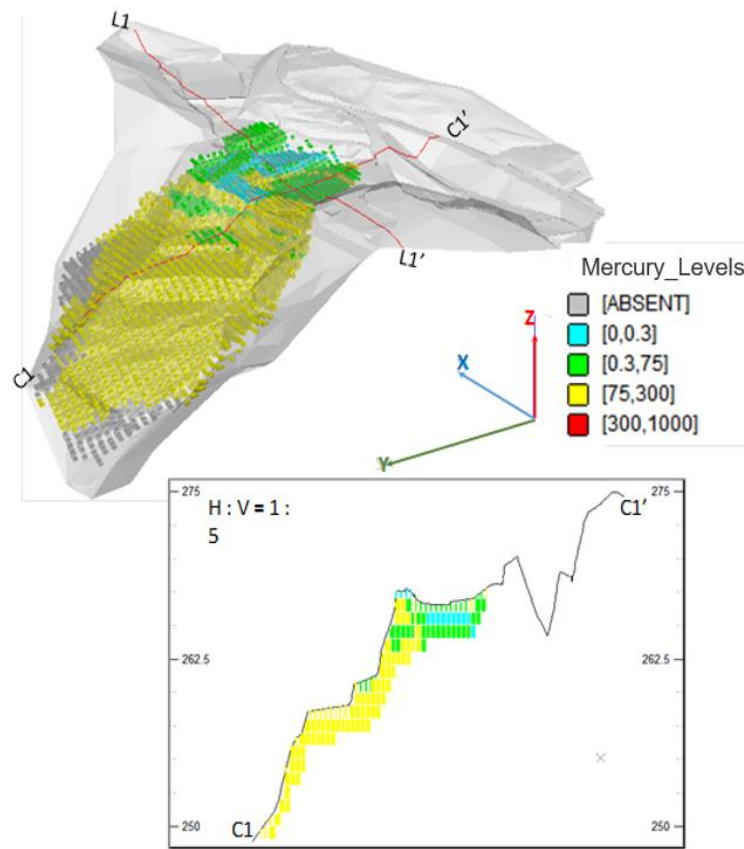 L1
C1'
L1'
C1
Mercury_Levels
[ABSENT]
[0,0.3]
[0.3,75]
[75,300]
[300,1000]
Z
X
Y
275
H : V = 1 :
5
275
C1'
262.5
262.5
250
C1
250